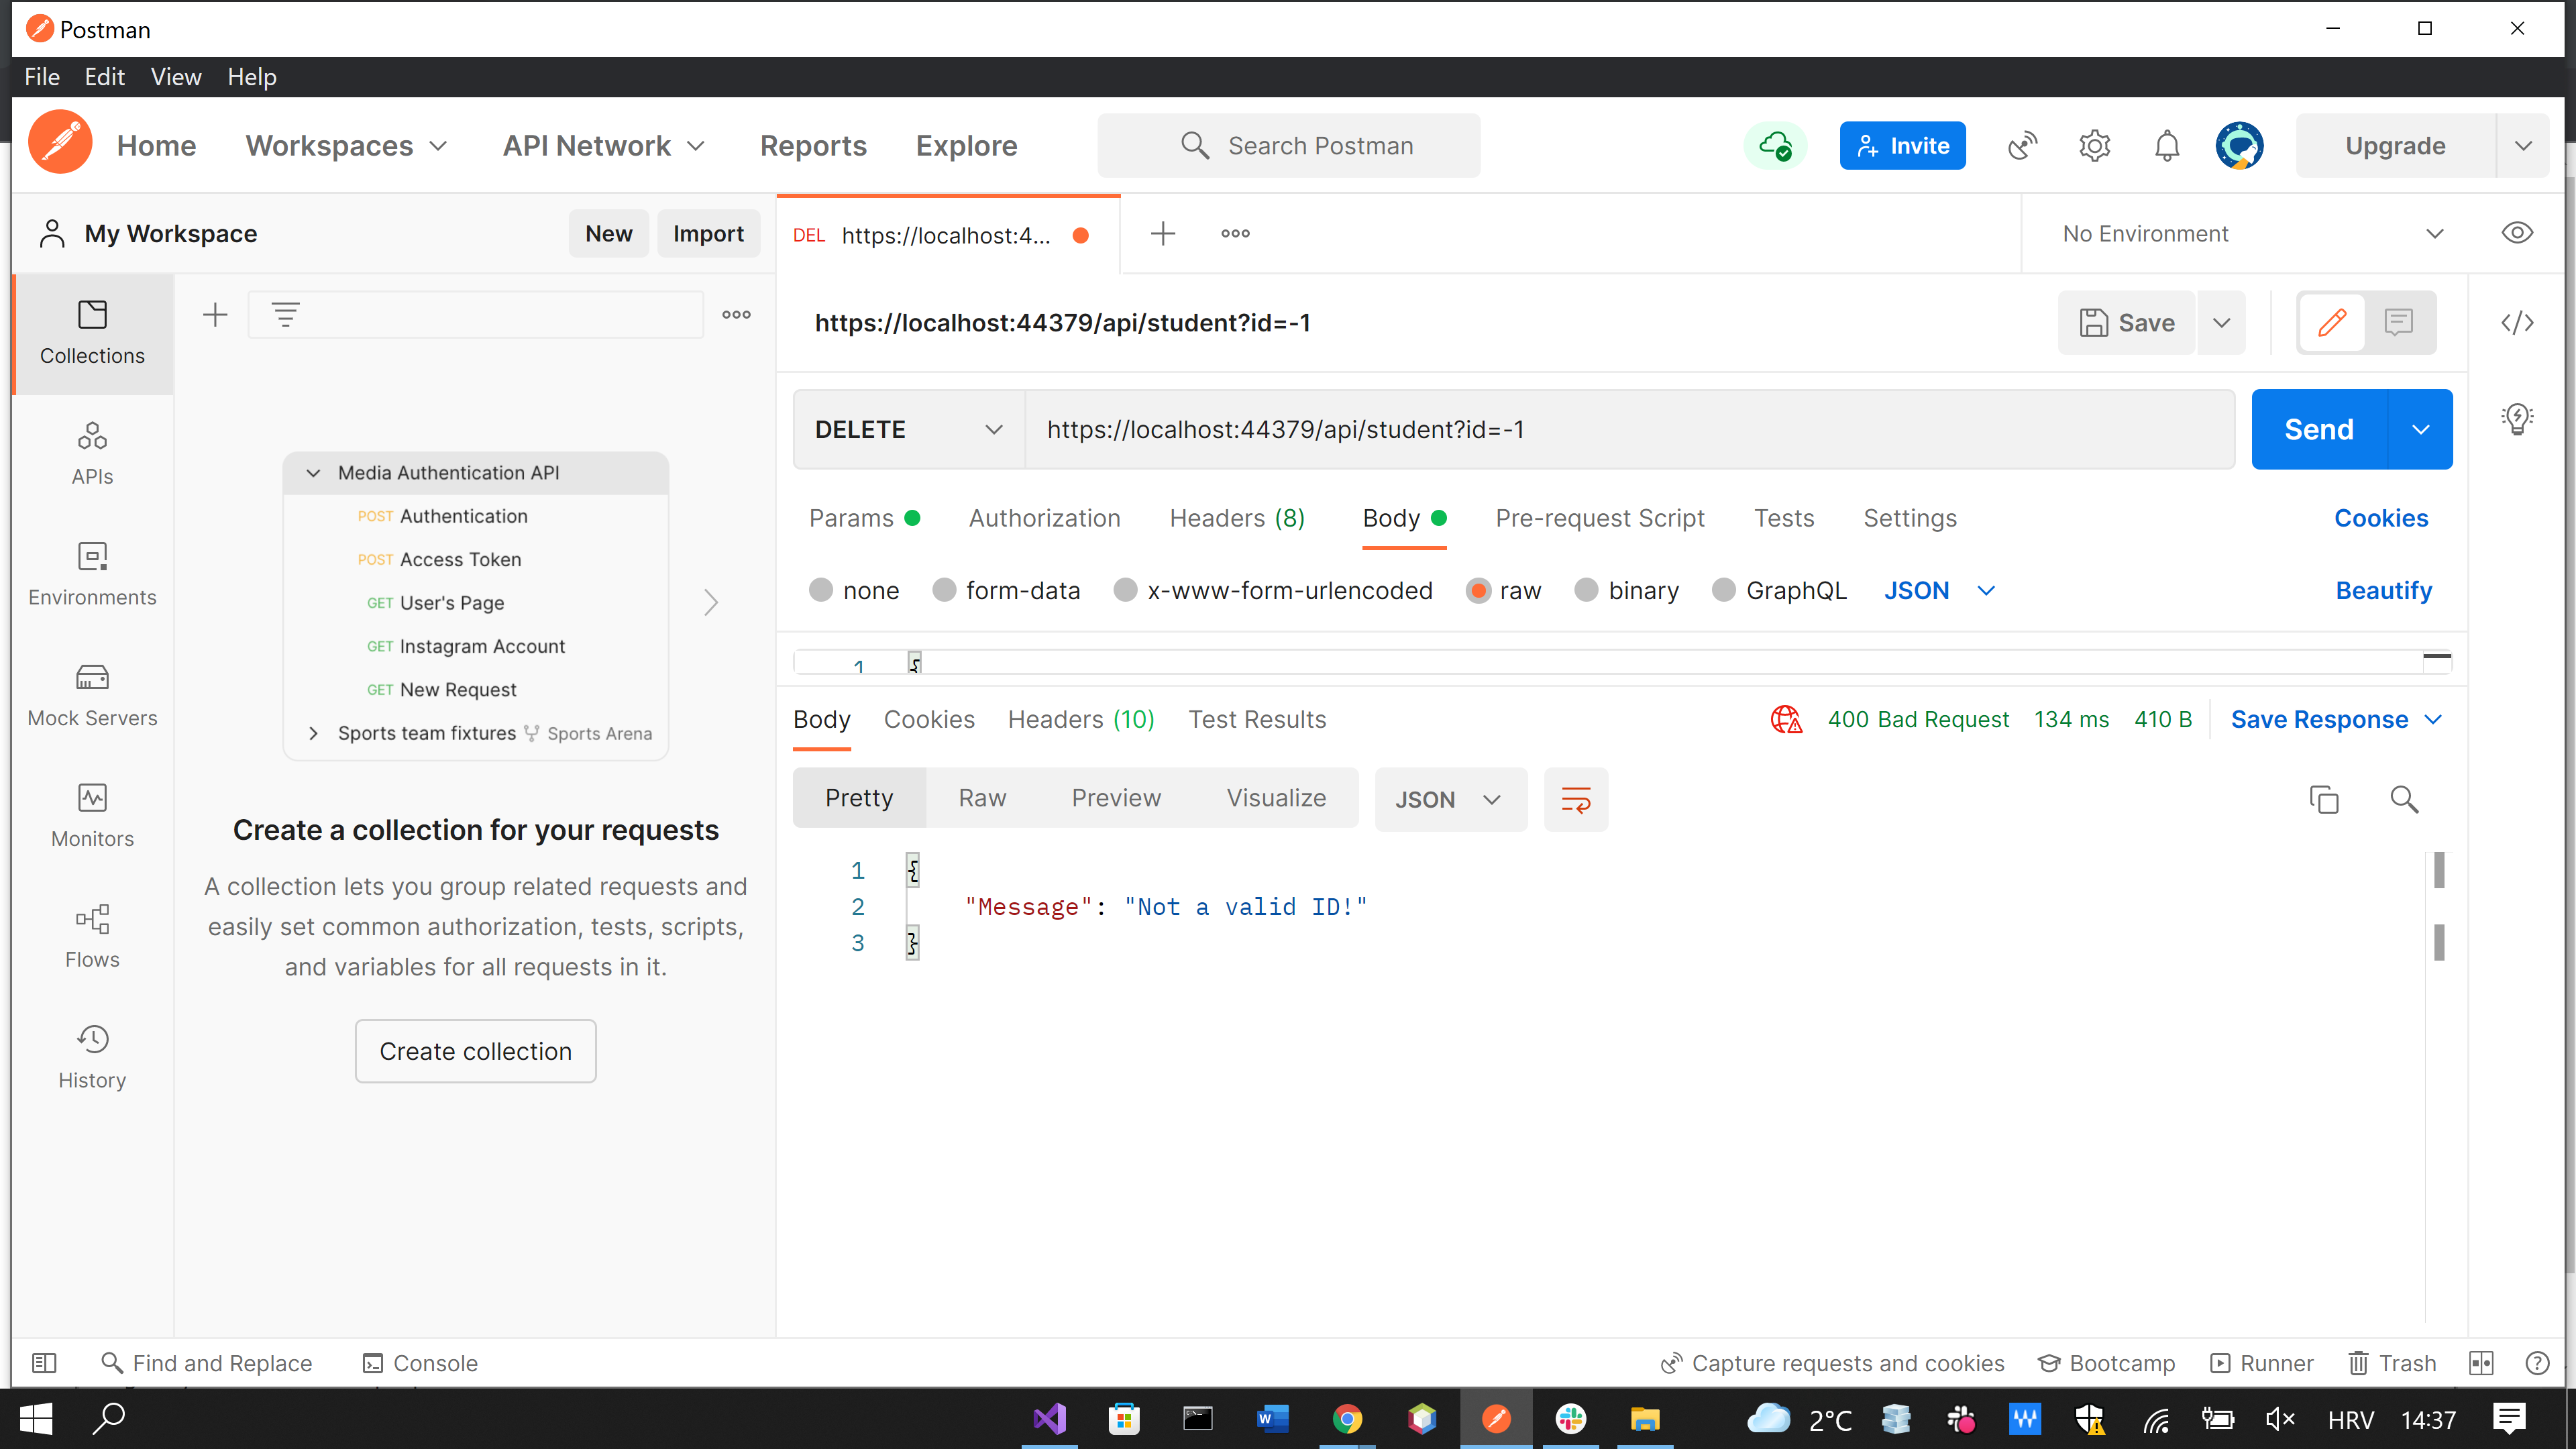 Postman
File Edit View Help
Home Workspaces API Network Reports Explore Search Postman Invite Upgrade
My Workspace New Import DEL https://localhost:4... No Environment
Collections
APIs
Environments
Mock Servers
Monitors
Flows
History
Media Authentication API
POST Authentication
POST Access Token
GET User's Page
GET Instagram Account
GET New Request
Sports team fixtures Sports Arena
Create a collection for your requests
A collection lets you group related requests and
easily set common authorization, tests, scripts,
and variables for all requests in it.
Create collection
https://localhost:44379/api/student?id=-1 Save
DELETE https://localhost:44379/api/student?id=-1 Send
Params Authorization Headers (8) Body Pre-request Script Tests Settings Cookies
none form-data x-www-form-urlencoded raw binary GraphQL JSON Beautify
1 {
Body Cookies Headers (10) Test Results 400 Bad Request 134 ms 410 B Save Response
Pretty Raw Preview Visualize JSON
1 {
2 "Message": "Not a valid ID!"
3 }
Find and Replace Console Capture requests and cookies Bootcamp Runner Trash
2°C HRV 14:37